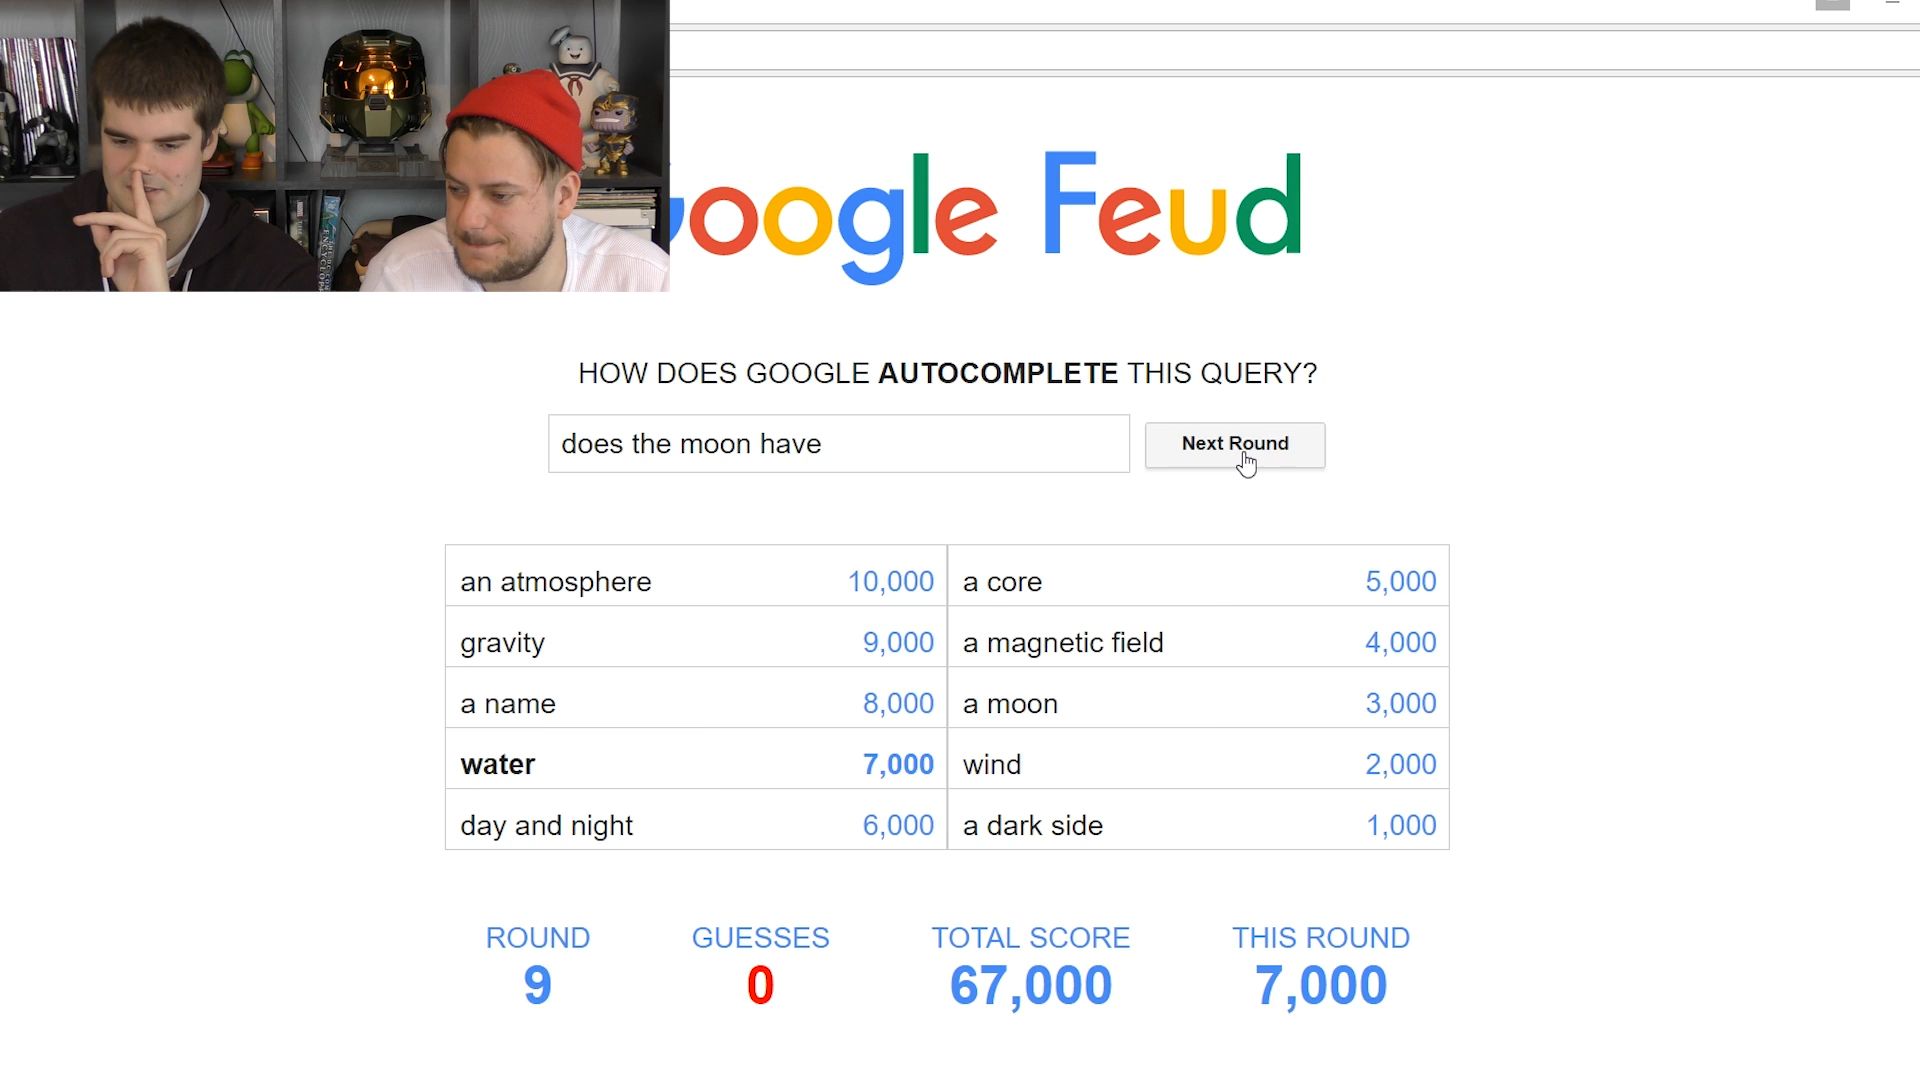 oogle Feud
HOW DOES GOOGLE AUTOCOMPLETE THIS QUERY?
does the moon have
Next Round
an atmosphere 10,000 a core 5,000
gravity 9,000 a magnetic field 4,000
a name 8,000 a moon 3,000
water 7,000 wind 2,000
day and night 6,000 a dark side 1,000
ROUND GUESSES TOTAL SCORE THIS ROUND
9 0 67,000 7,000